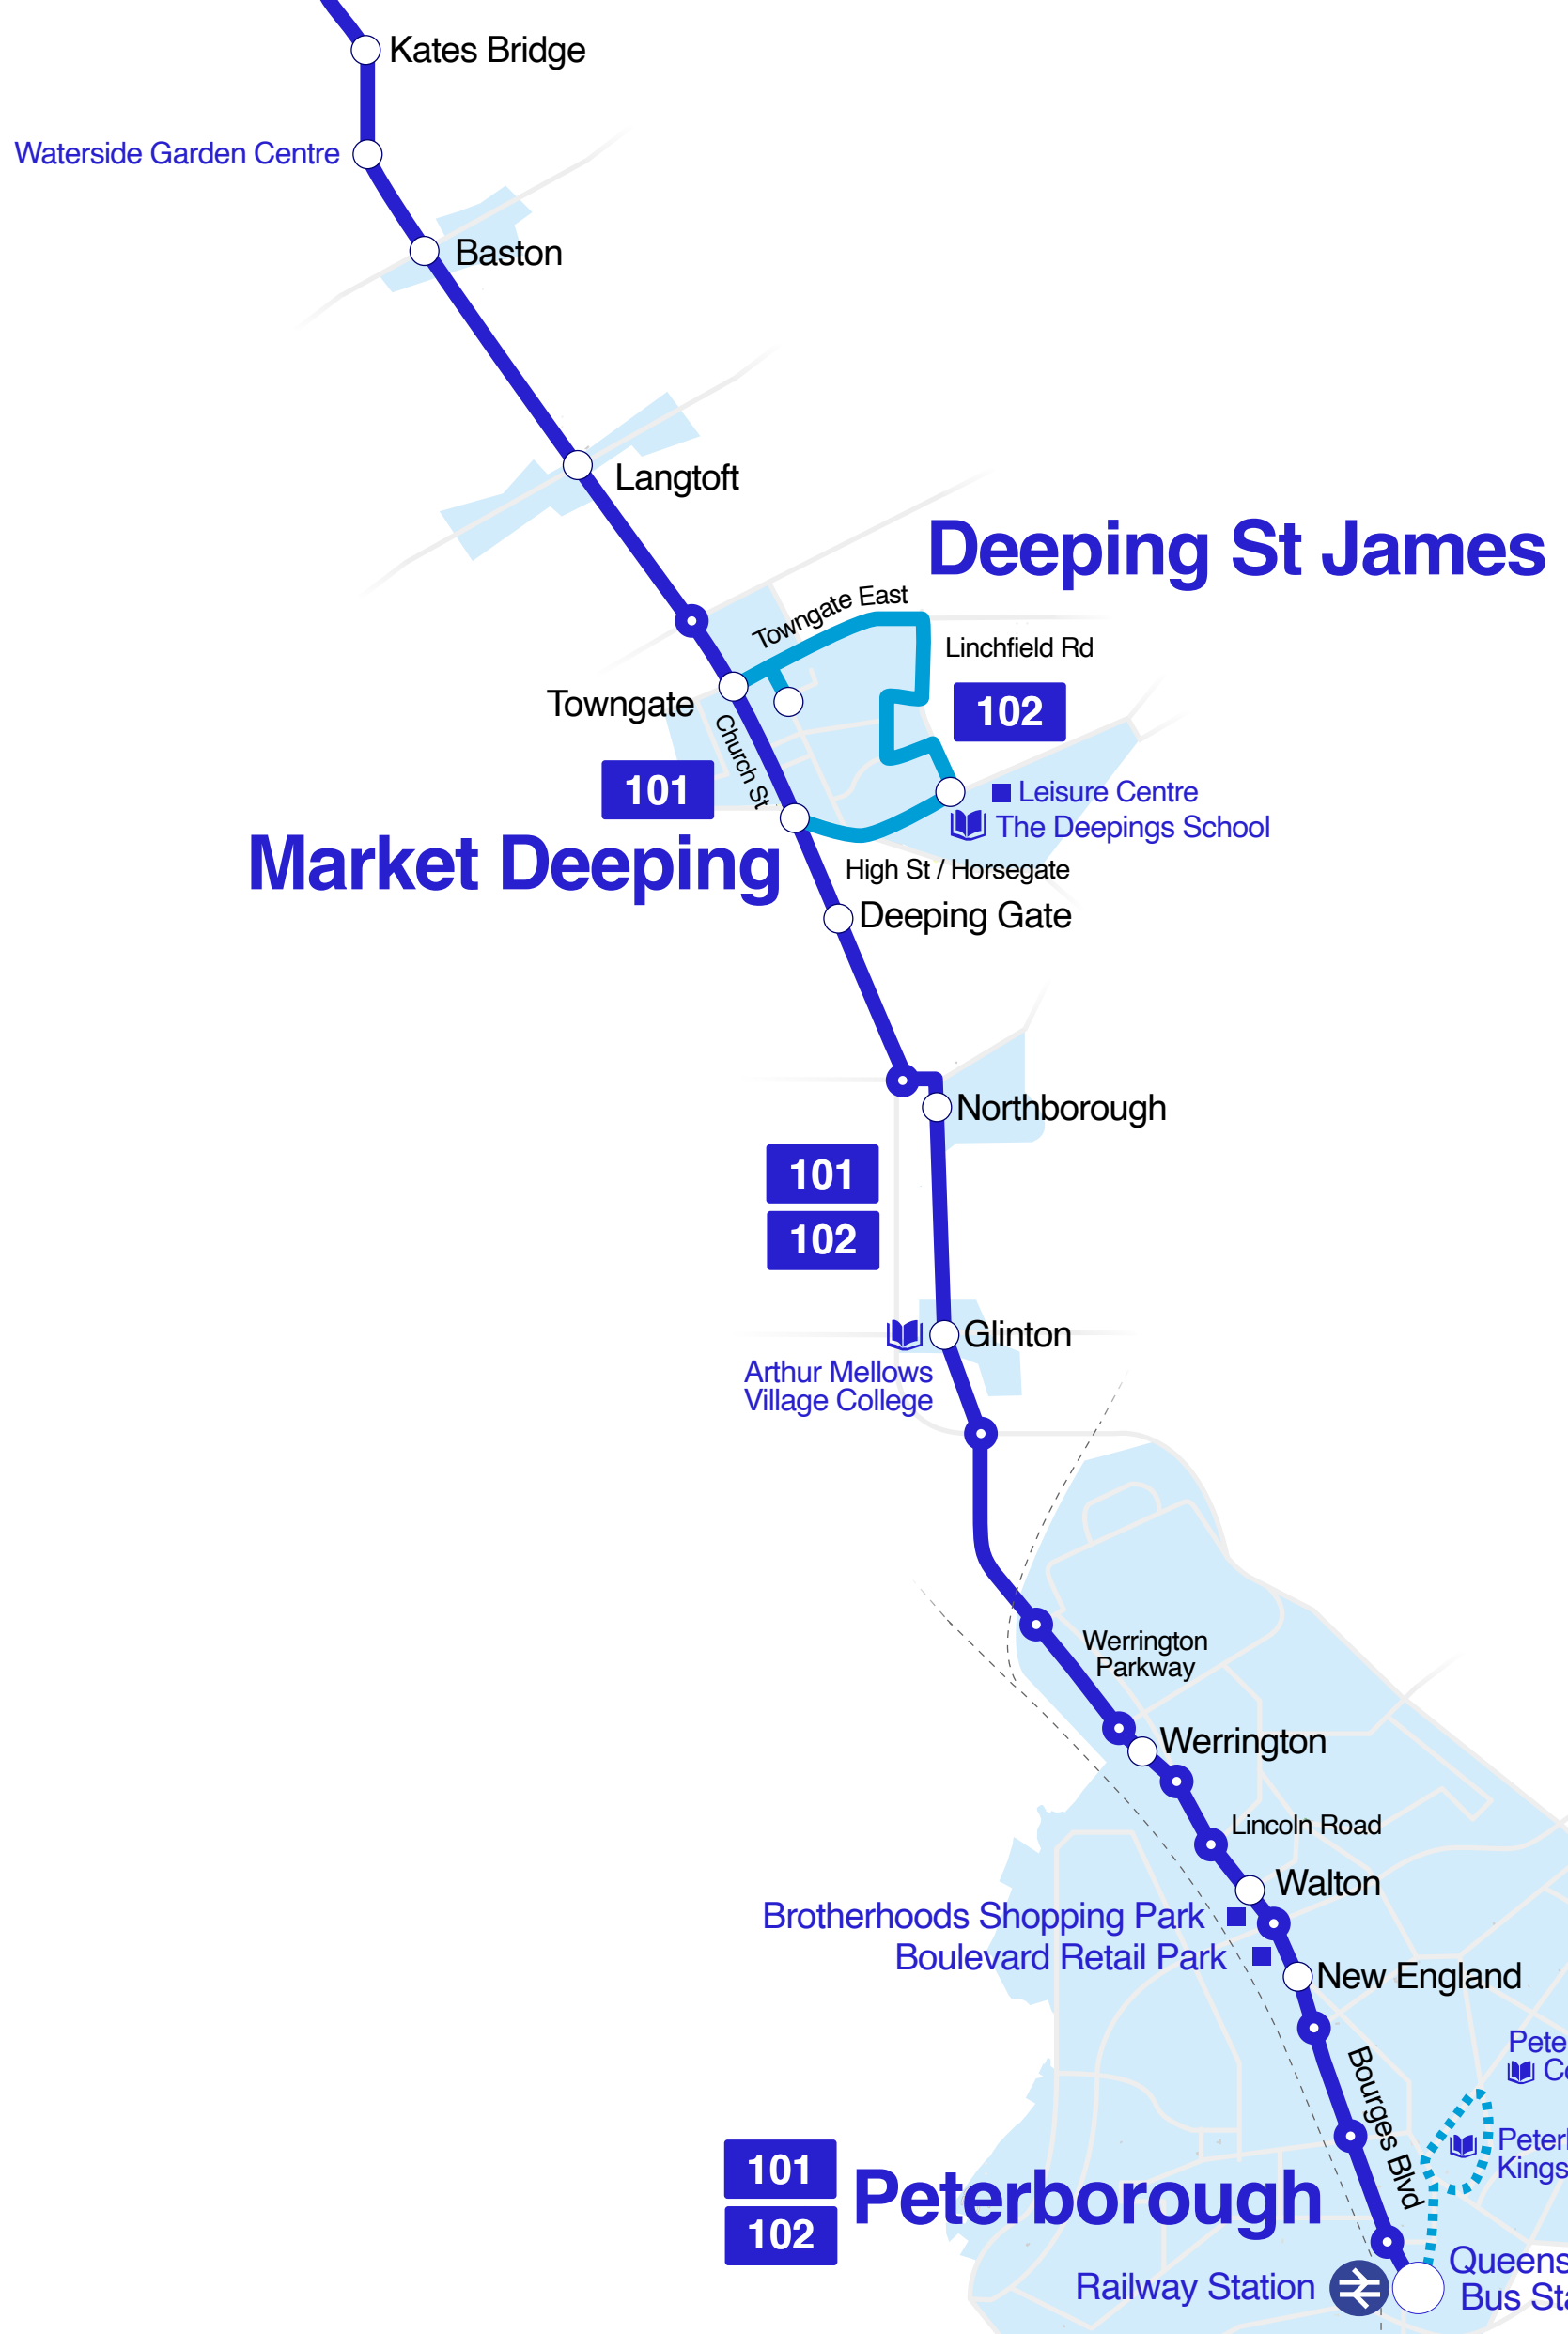 Kates Bridge
Waterside Garden Centre
Baston
Langtoft
Deeping St James
Towngate East
Linchfield Rd
Towngate
102
Church St
101
Leisure Centre
The Deepings School
Market Deeping
High St / Horsegate
Deeping Gate
Northborough
101
102
Glinton
Arthur Mellows
Village College
Werrington
Parkway
Werrington
Lincoln Road
Walton
Brotherhoods Shopping Park
Boulevard Retail Park
New England
Bourges Blvd
101
102
Peterborough
Railway Station
Queens
Bus
Kings